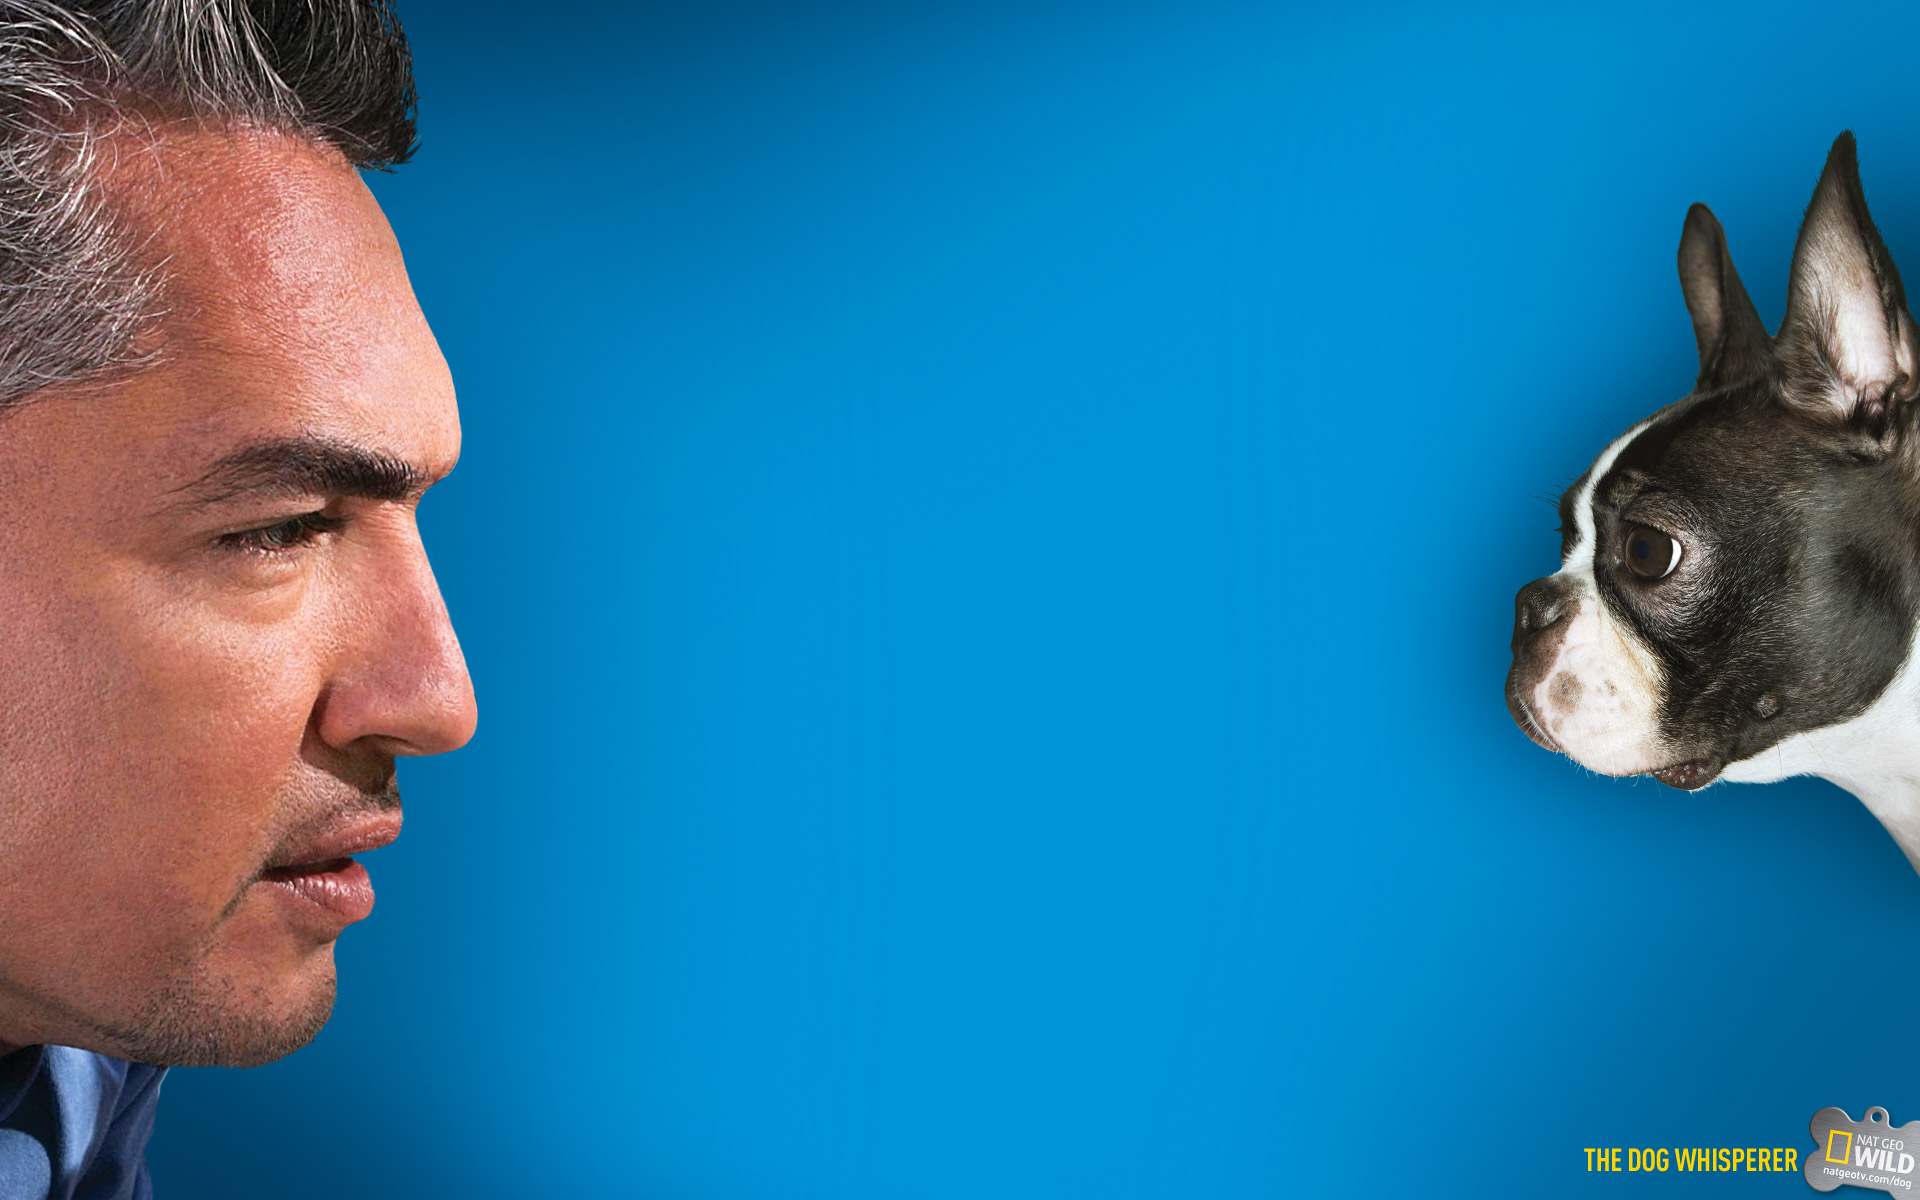 THE DOG WHISPERER
NAT GEO
WILD
natgeotv.com/dog